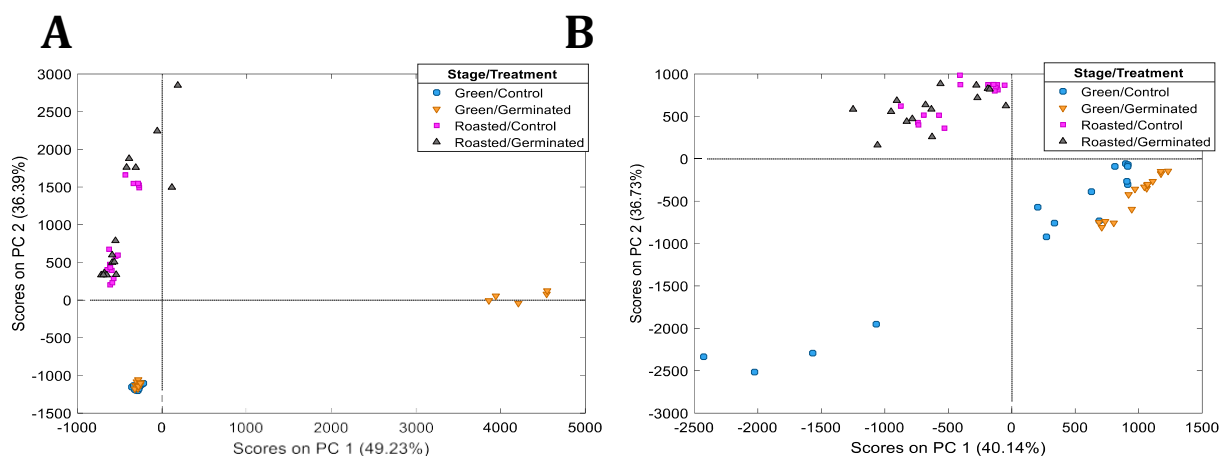 A
B
Stage/Treatment
Green/Control
Green/Germinated
Roasted/Control
Roasted/Germinated
3000
2500
2000
1500
1000
500
0
-500
-1000
-1500
Scores on PC 2 (36.39%)
-1000
0
1000
2000
3000
4000
5000
Scores on PC 1 (49.23%)
Stage/Treatment
Green/Control
Green/Germinated
Roasted/Control
Roasted/Germinated
1000
500
0
-500
-1000
-1500
-2000
-2500
-3000
Scores on PC 2 (36.73%)
-2500
-2000
-1500
-1000
-500
0
500
1000
1500
Scores on PC 1 (40.14%)